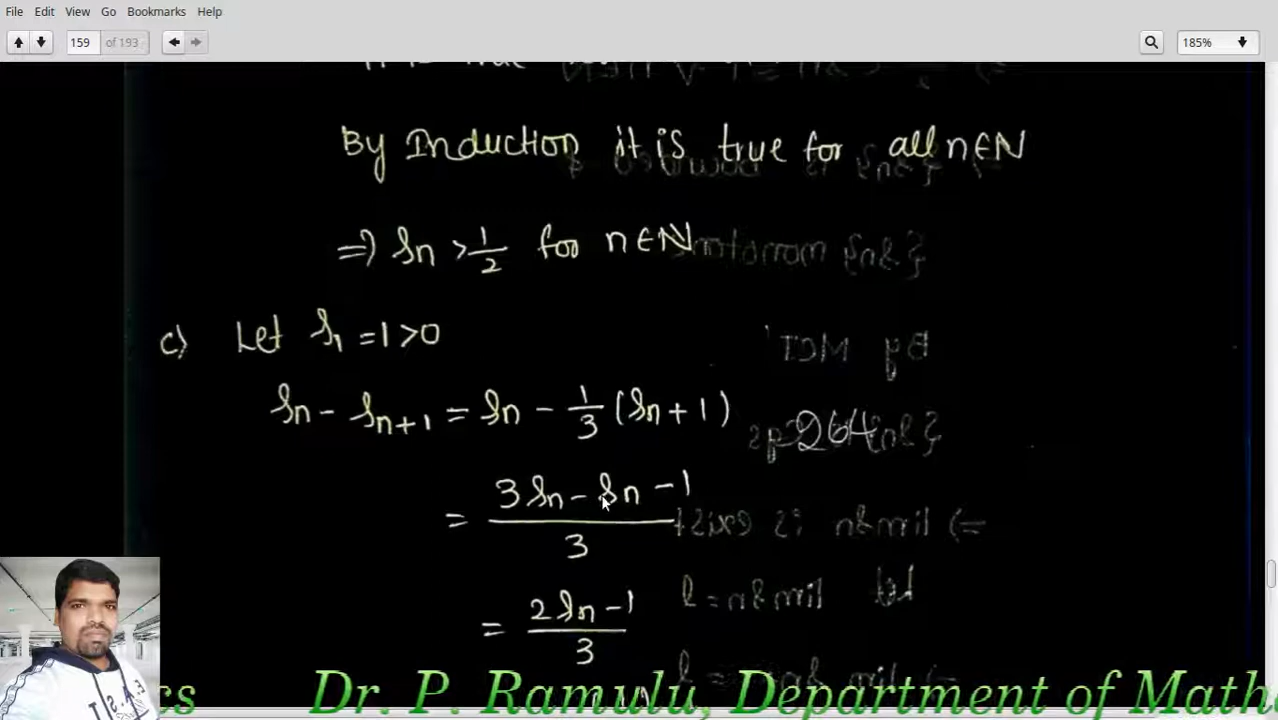 File Edit View Go Bookmarks Help
159 of 193 185%
By Induction it is true for all n∈N
=) Sn > 1/2 for n∈N
c) Let S1 = 1 > 0
Sn - Sn+1 = Sn - 1/3 (Sn + 1)
= 3Sn - Sn - 1 / 3
= 2Sn - 1 / 3
264
cs Dr. P. Ramulu, Department of Math